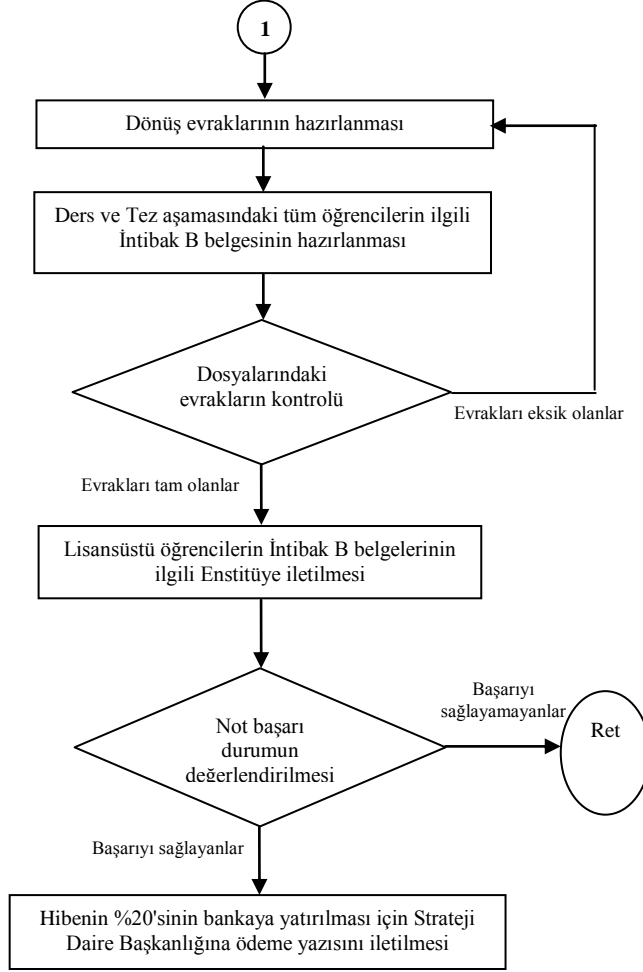 1
Dönüş evraklarının hazırlanması
Ders ve Tez aşamasındaki tüm öğrencilerin ilgili
İntibak B belgesinin hazırlanması
Dosyalarındaki
evrakların kontrolü
Evrakları eksik olanlar
Evrakları tam olanlar
Lisansüstü öğrencilerin İntibak B belgelerinin
ilgili Enstitüye iletilmesi
Başarıyı
sağlayamayanlar
Ret
Not başarı
durumun
değerlendirilmesi
Başarıyı sağlayanlar
Hibenin %20'sinin bankaya yatırılması için Strateji
Daire Başkanlığına ödeme yazısını iletilmesi